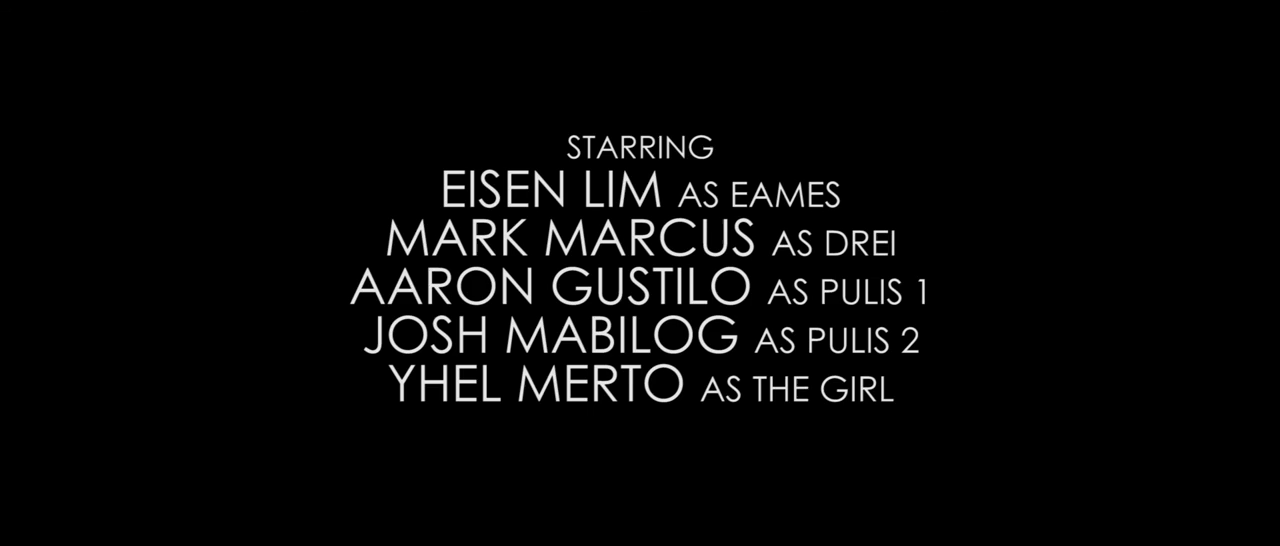 STARRING
EISEN LIM AS EAMES
MARK MARCUS AS DREI
AARON GUSTILO AS PULIS 1
JOSH MABILOG AS PULIS 2
YHEL MERTO AS THE GIRL